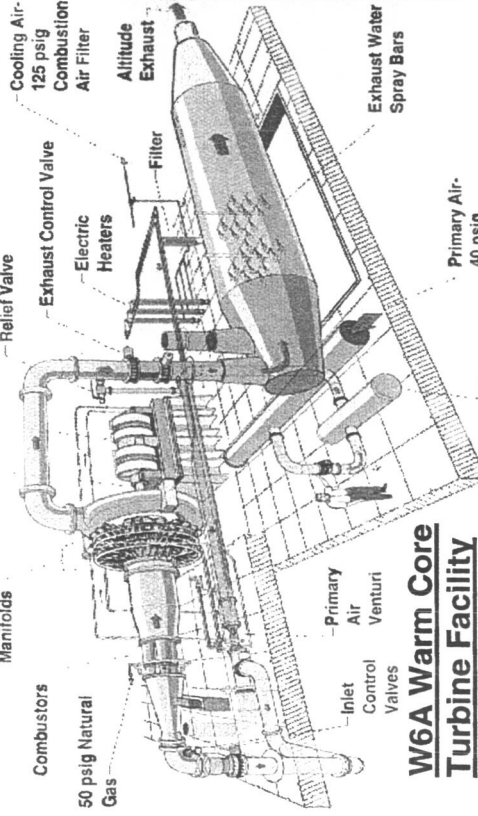 Manifolds
Combustors
50 psig Natural
Gas
Relief Valve
Exhaust Control Valve
Electric
Heaters
Filter
Cooling Air-
125 psig
Combustion
Air Filter
Altitude
Exhaust
Exhaust Water
Spray Bars
Primary Air-
40 psig
Primary
Air
Venturi
Inlet
Control
Valves
W6A Warm Core
Turbine Facility